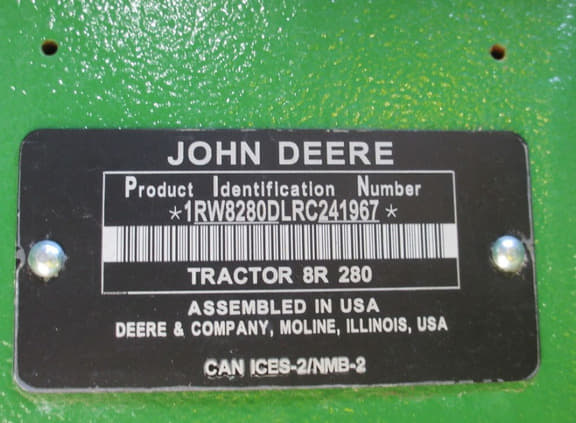 JOHN DEERE
Product Identification Number
*1RW8280DLRC241967*
TRACTOR 8R 280
ASSEMBLED IN USA
DEERE & COMPANY, MOLINE, ILLINOIS, USA
CAN ICES-2/NMB-2